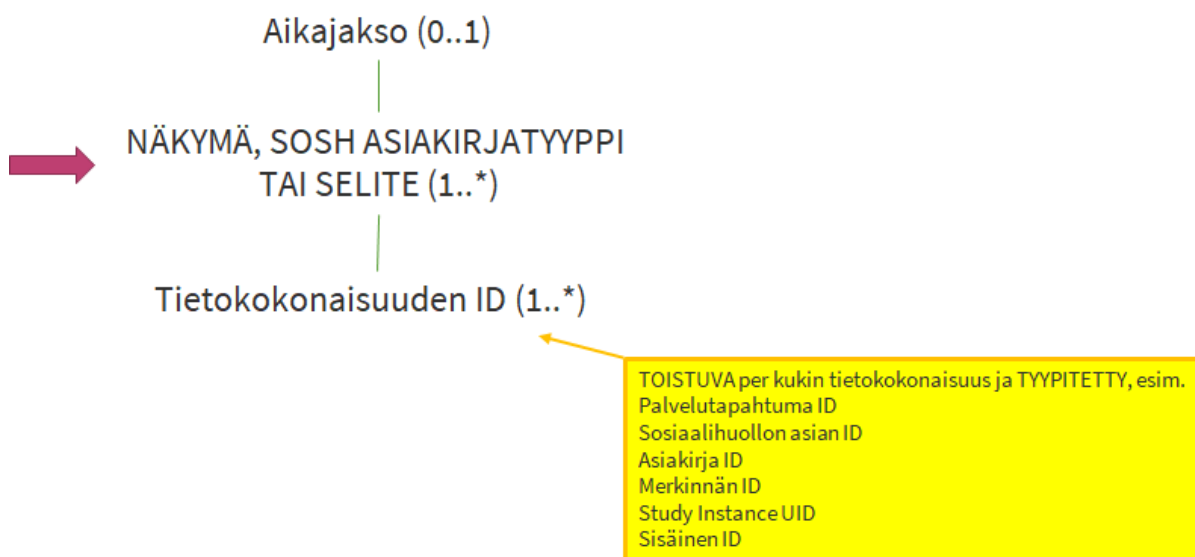 Aikajakso (0..1)
NÄKYMÄ, SOSH ASIAKIRJATYYPPI
TAI SELITE (1..*)
Tietokokonaisuuden ID (1..*)
TOISTUVA per kukin tietokokonaisuus ja TYYPITETTY, esim.
Palvelutapahtuma ID
Sosiaalihuollon asian ID
Asiakirja ID
Merkinnän ID
Study Instance UID
Sisäinen ID